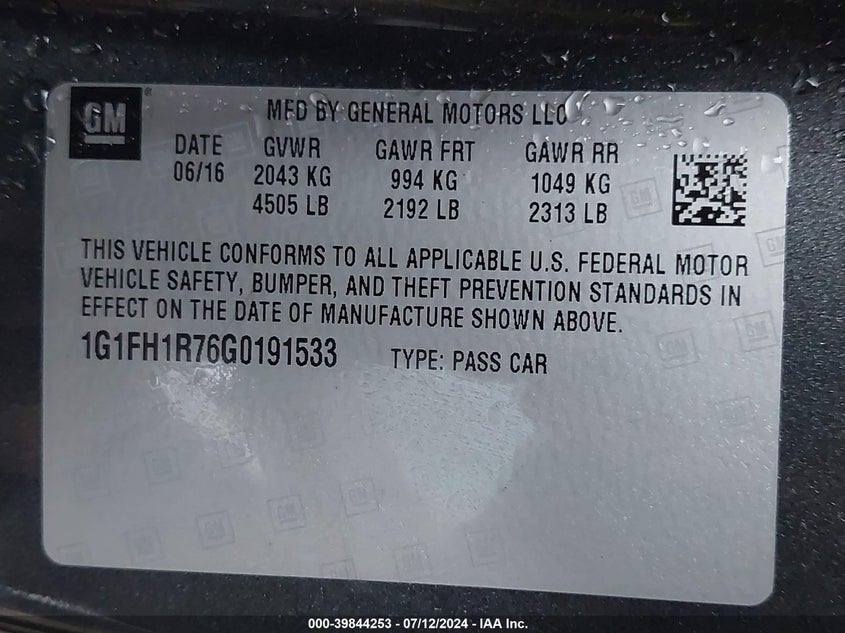 GM
MFD BY GENERAL MOTORS LLC
DATE GVWR GAWR FRT GAWR RR
06/16 2043 KG 994 KG 1049 KG
4505 LB 2192 LB 2313 LB
THIS VEHICLE CONFORMS TO ALL APPLICABLE U.S. FEDERAL MOTOR
VEHICLE SAFETY, BUMPER, AND THEFT PREVENTION STANDARDS IN
EFFECT ON THE DATE OF MANUFACTURE SHOWN ABOVE.
1G1FH1R76G0191533 TYPE: PASS CAR
000-39844253 - 07/12/2024 - IAA Inc.